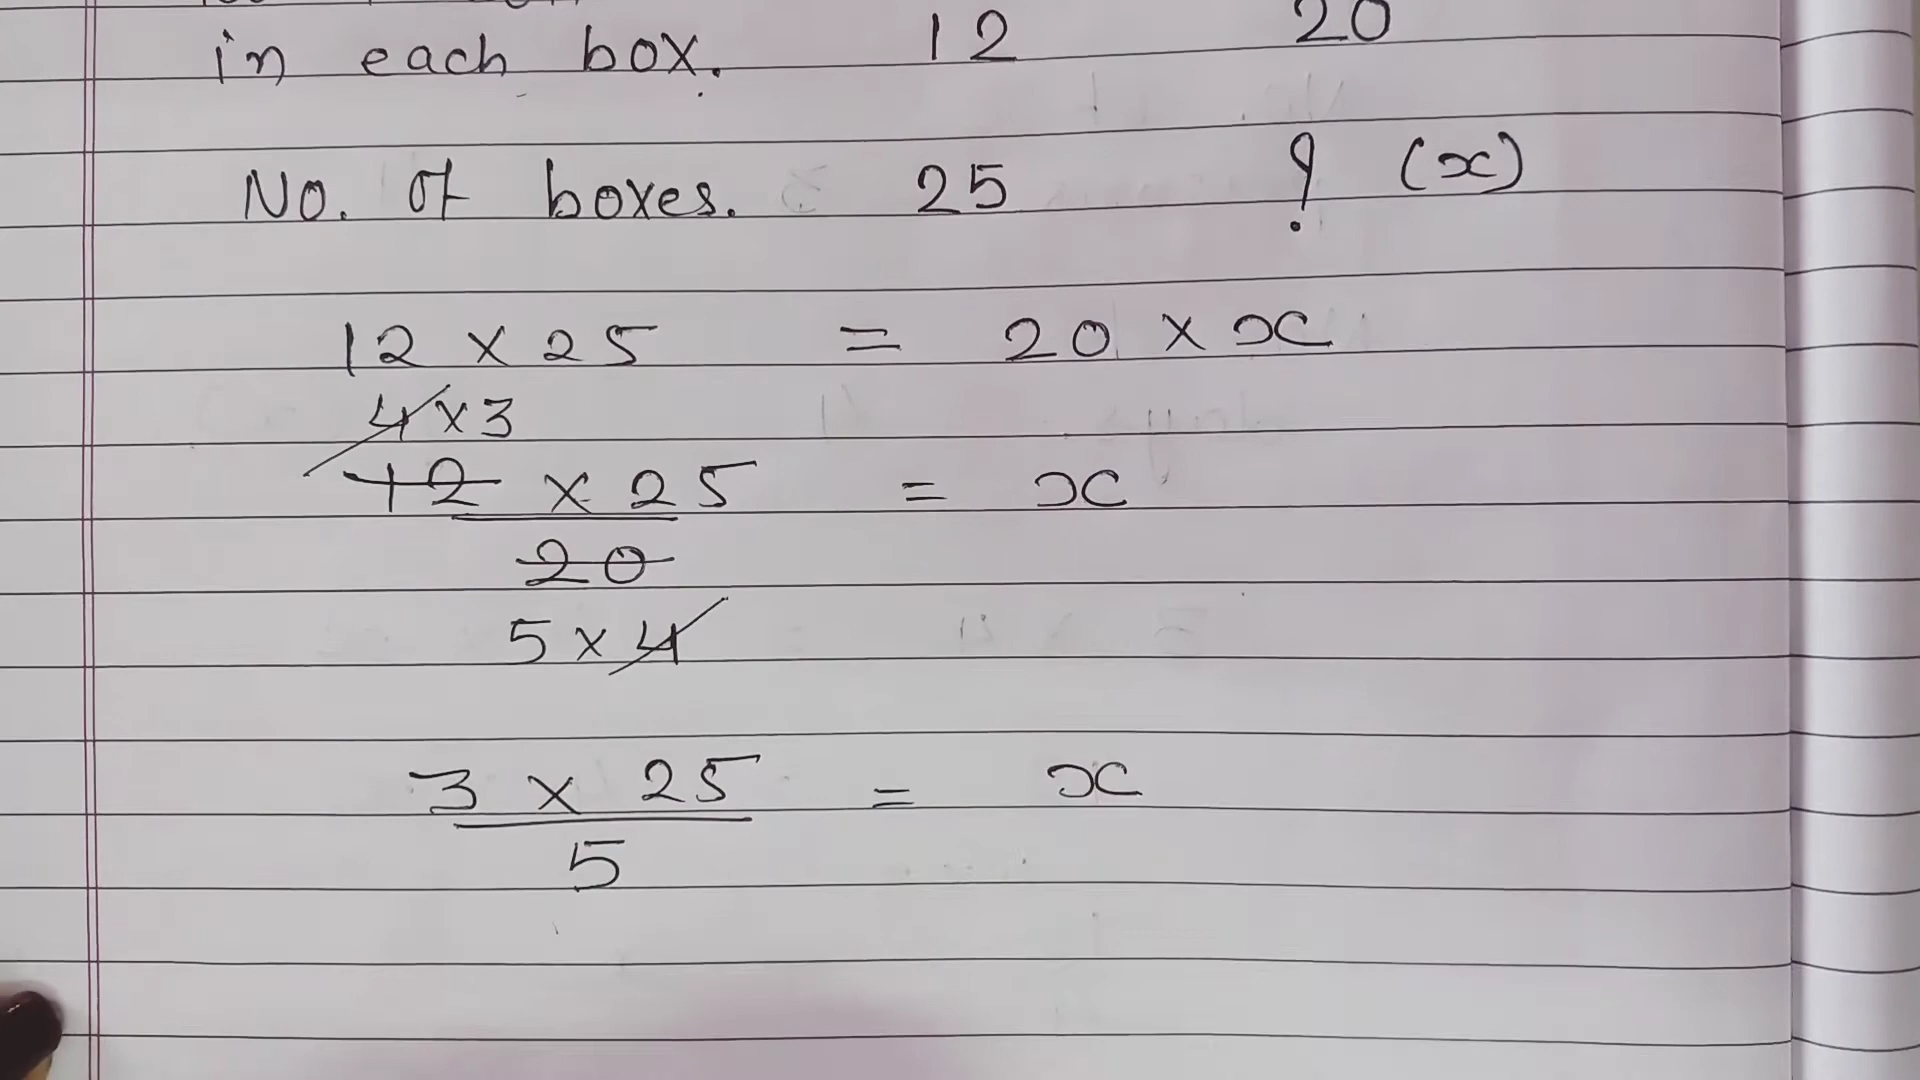 in each box. 12 20
No. of boxes. 25 ? (x)
12 × 25 = 20 × x
4 × 3
12 × 25 = x
20
5 × 4
3 × 25 = x
5